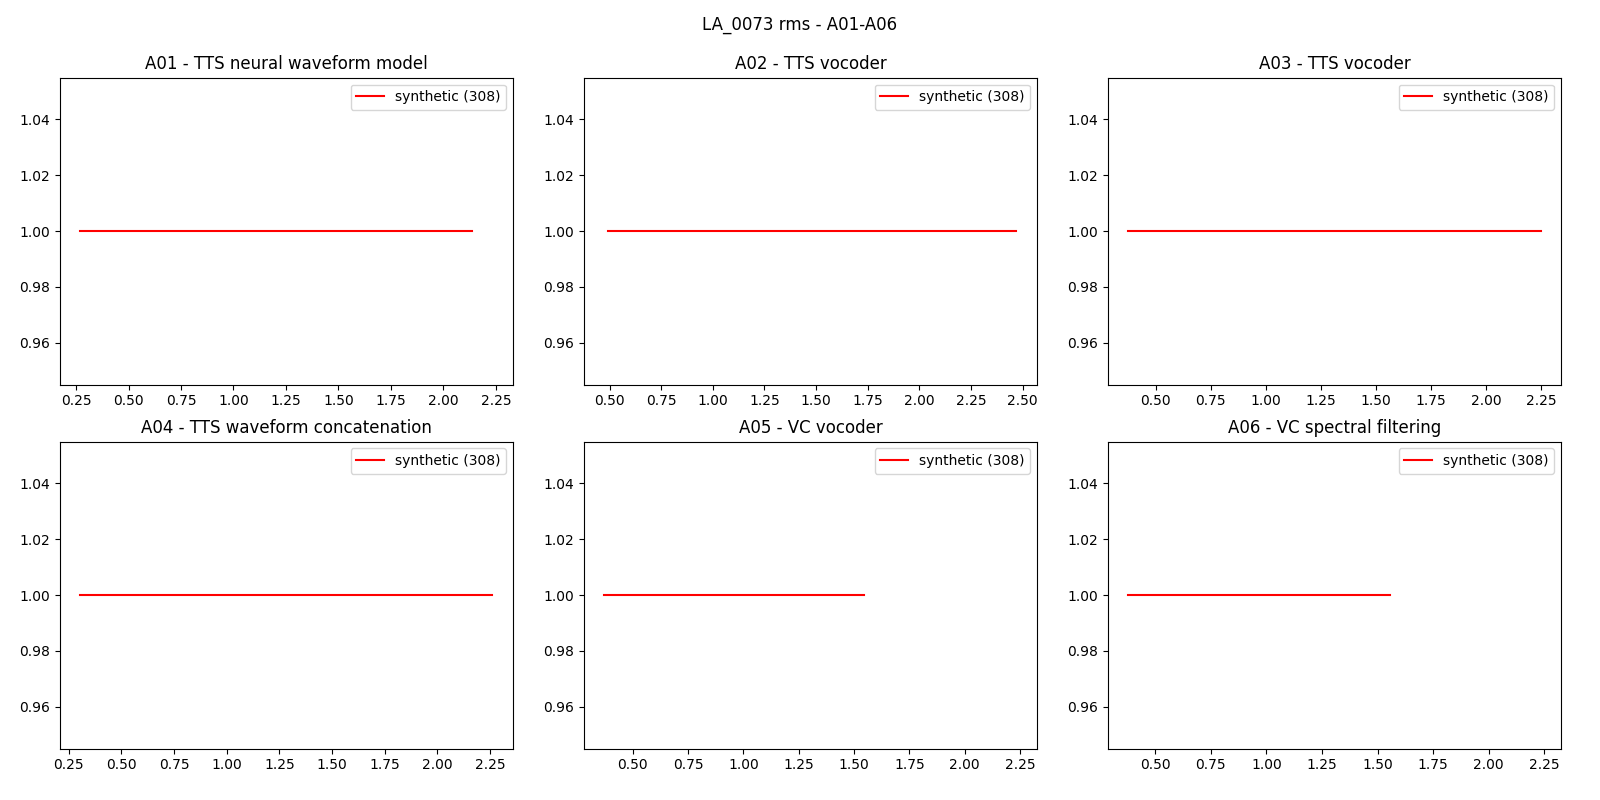 LA_0073 rms - A01-A06
A01 - TTS neural waveform model
synthetic (308)
1.04
1.02
1.00
0.98
0.96
0.25 0.50 0.75 1.00 1.25 1.50 1.75 2.00 2.25
A02 - TTS vocoder
synthetic (308)
1.04
1.02
1.00
0.98
0.96
0.50 0.75 1.00 1.25 1.50 1.75 2.00 2.25 2.50
A03 - TTS vocoder
synthetic (308)
1.04
1.02
1.00
0.98
0.96
0.50 0.75 1.00 1.25 1.50 1.75 2.00 2.25
A04 - TTS waveform concatenation
synthetic (308)
1.04
1.02
1.00
0.98
0.96
0.25 0.50 0.75 1.00 1.25 1.50 1.75 2.00 2.25
A05 - VC vocoder
synthetic (308)
1.04
1.02
1.00
0.98
0.96
0.50 0.75 1.00 1.25 1.50 1.75 2.00 2.25
A06 - VC spectral filtering
synthetic (308)
1.04
1.02
1.00
0.98
0.96
0.50 0.75 1.00 1.25 1.50 1.75 2.00 2.25